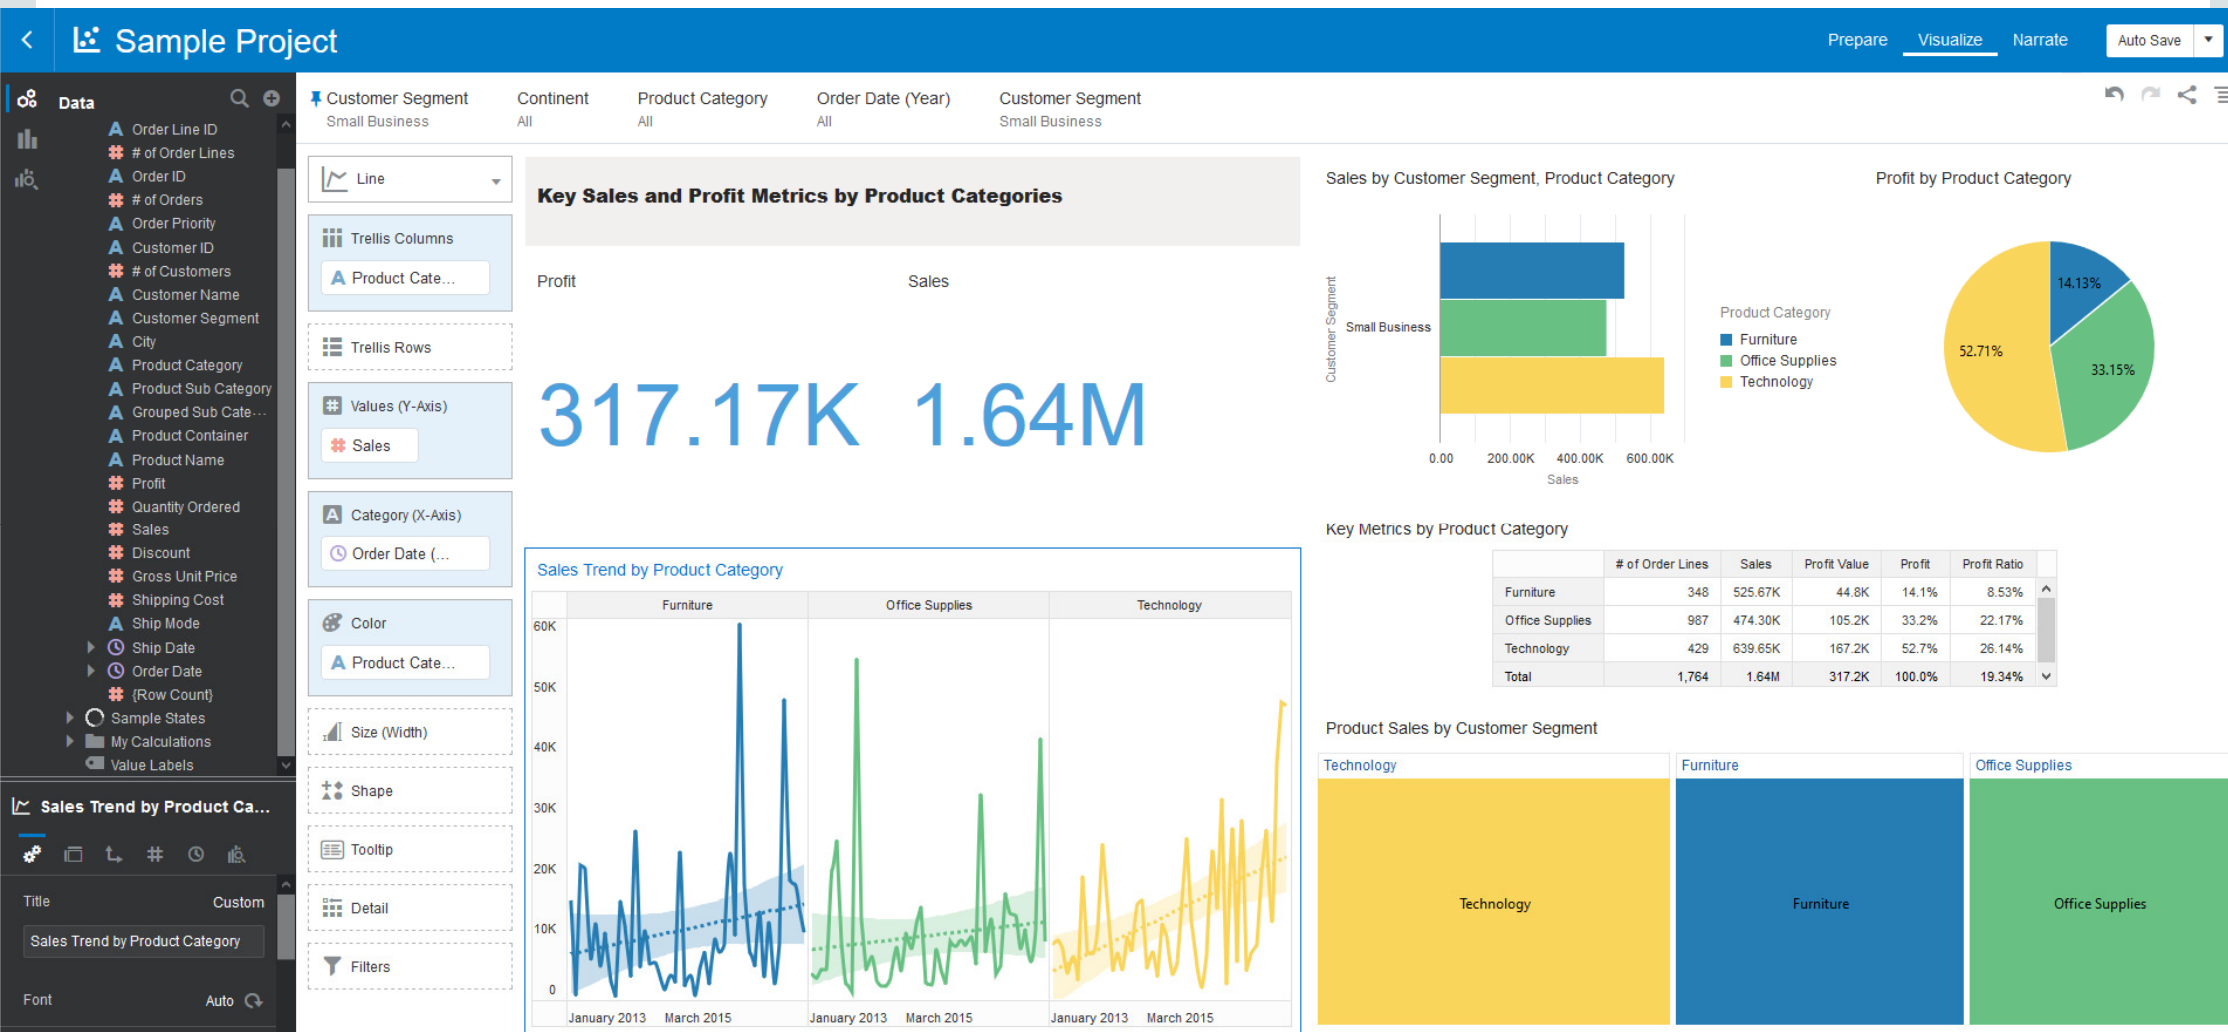 Sample Project
Prepare
Visualize
Narrate
Auto Save
Data
Order Line ID
# of Order Lines
Order ID
# of Orders
Order Priority
Customer ID
# of Customers
Customer Name
Customer Segment
City
Product Category
Product Sub Category
Grouped Sub Cate...
Product Container
Product Name
Profit
Quantity Ordered
Sales
Discount
Gross Unit Price
Shipping Cost
Ship Mode
Ship Date
Order Date
{Row Count}
Sample States
My Calculations
Value Labels
Sales Trend by Product Ca...
Title
Custom
Sales Trend by Product Category
Font
Auto
Customer Segment
Small Business
Continent
All
Product Category
All
Order Date (Year)
All
Customer Segment
Small Business
Line
Trellis Columns
A Product Cate...
Trellis Rows
Values (Y-Axis)
# Sales
Category (X-Axis)
Order Date (...
Color
A Product Cate...
Size (Width)
Shape
Tooltip
Detail
Filters
Key Sales and Profit Metrics by Product Categories
Profit
Sales
317.17K
1.64M
Sales Trend by Product Category
Furniture
Office Supplies
Technology
60K
50K
40K
30K
20K
10K
0
January 2013 March 2015
January 2013 March 2015
January 2013 March 2015
Sales by Customer Segment, Product Category
Customer Segment
Small Business
0.00 200.00K 400.00K 600.00K
Sales
Product Category
Furniture
Office Supplies
Technology
Profit by Product Category
14.13%
52.71%
33.15%
Key Metrics by Product Category
# of Order Lines Sales Profit Value Profit Profit Ratio
Furniture 348 525.67K 44.8K 14.1% 8.53%
Office Supplies 987 474.30K 105.2K 33.2% 22.17%
Technology 429 639.65K 167.2K 52.7% 26.14%
Total 1,764 1.64M 317.2K 100.0% 19.34%
Product Sales by Customer Segment
Technology
Furniture
Office Supplies
Technology
Furniture
Office Supplies